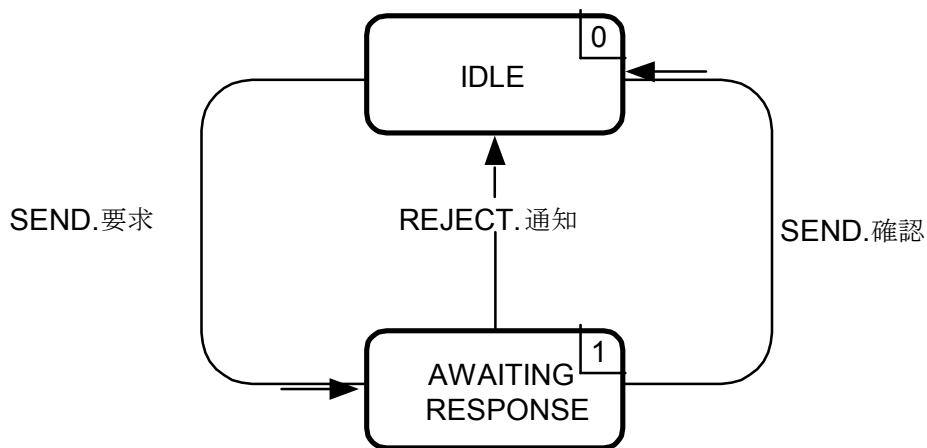 0
IDLE
SEND.要求
REJECT.通知
SEND.確認
1
AWAITING
RESPONSE